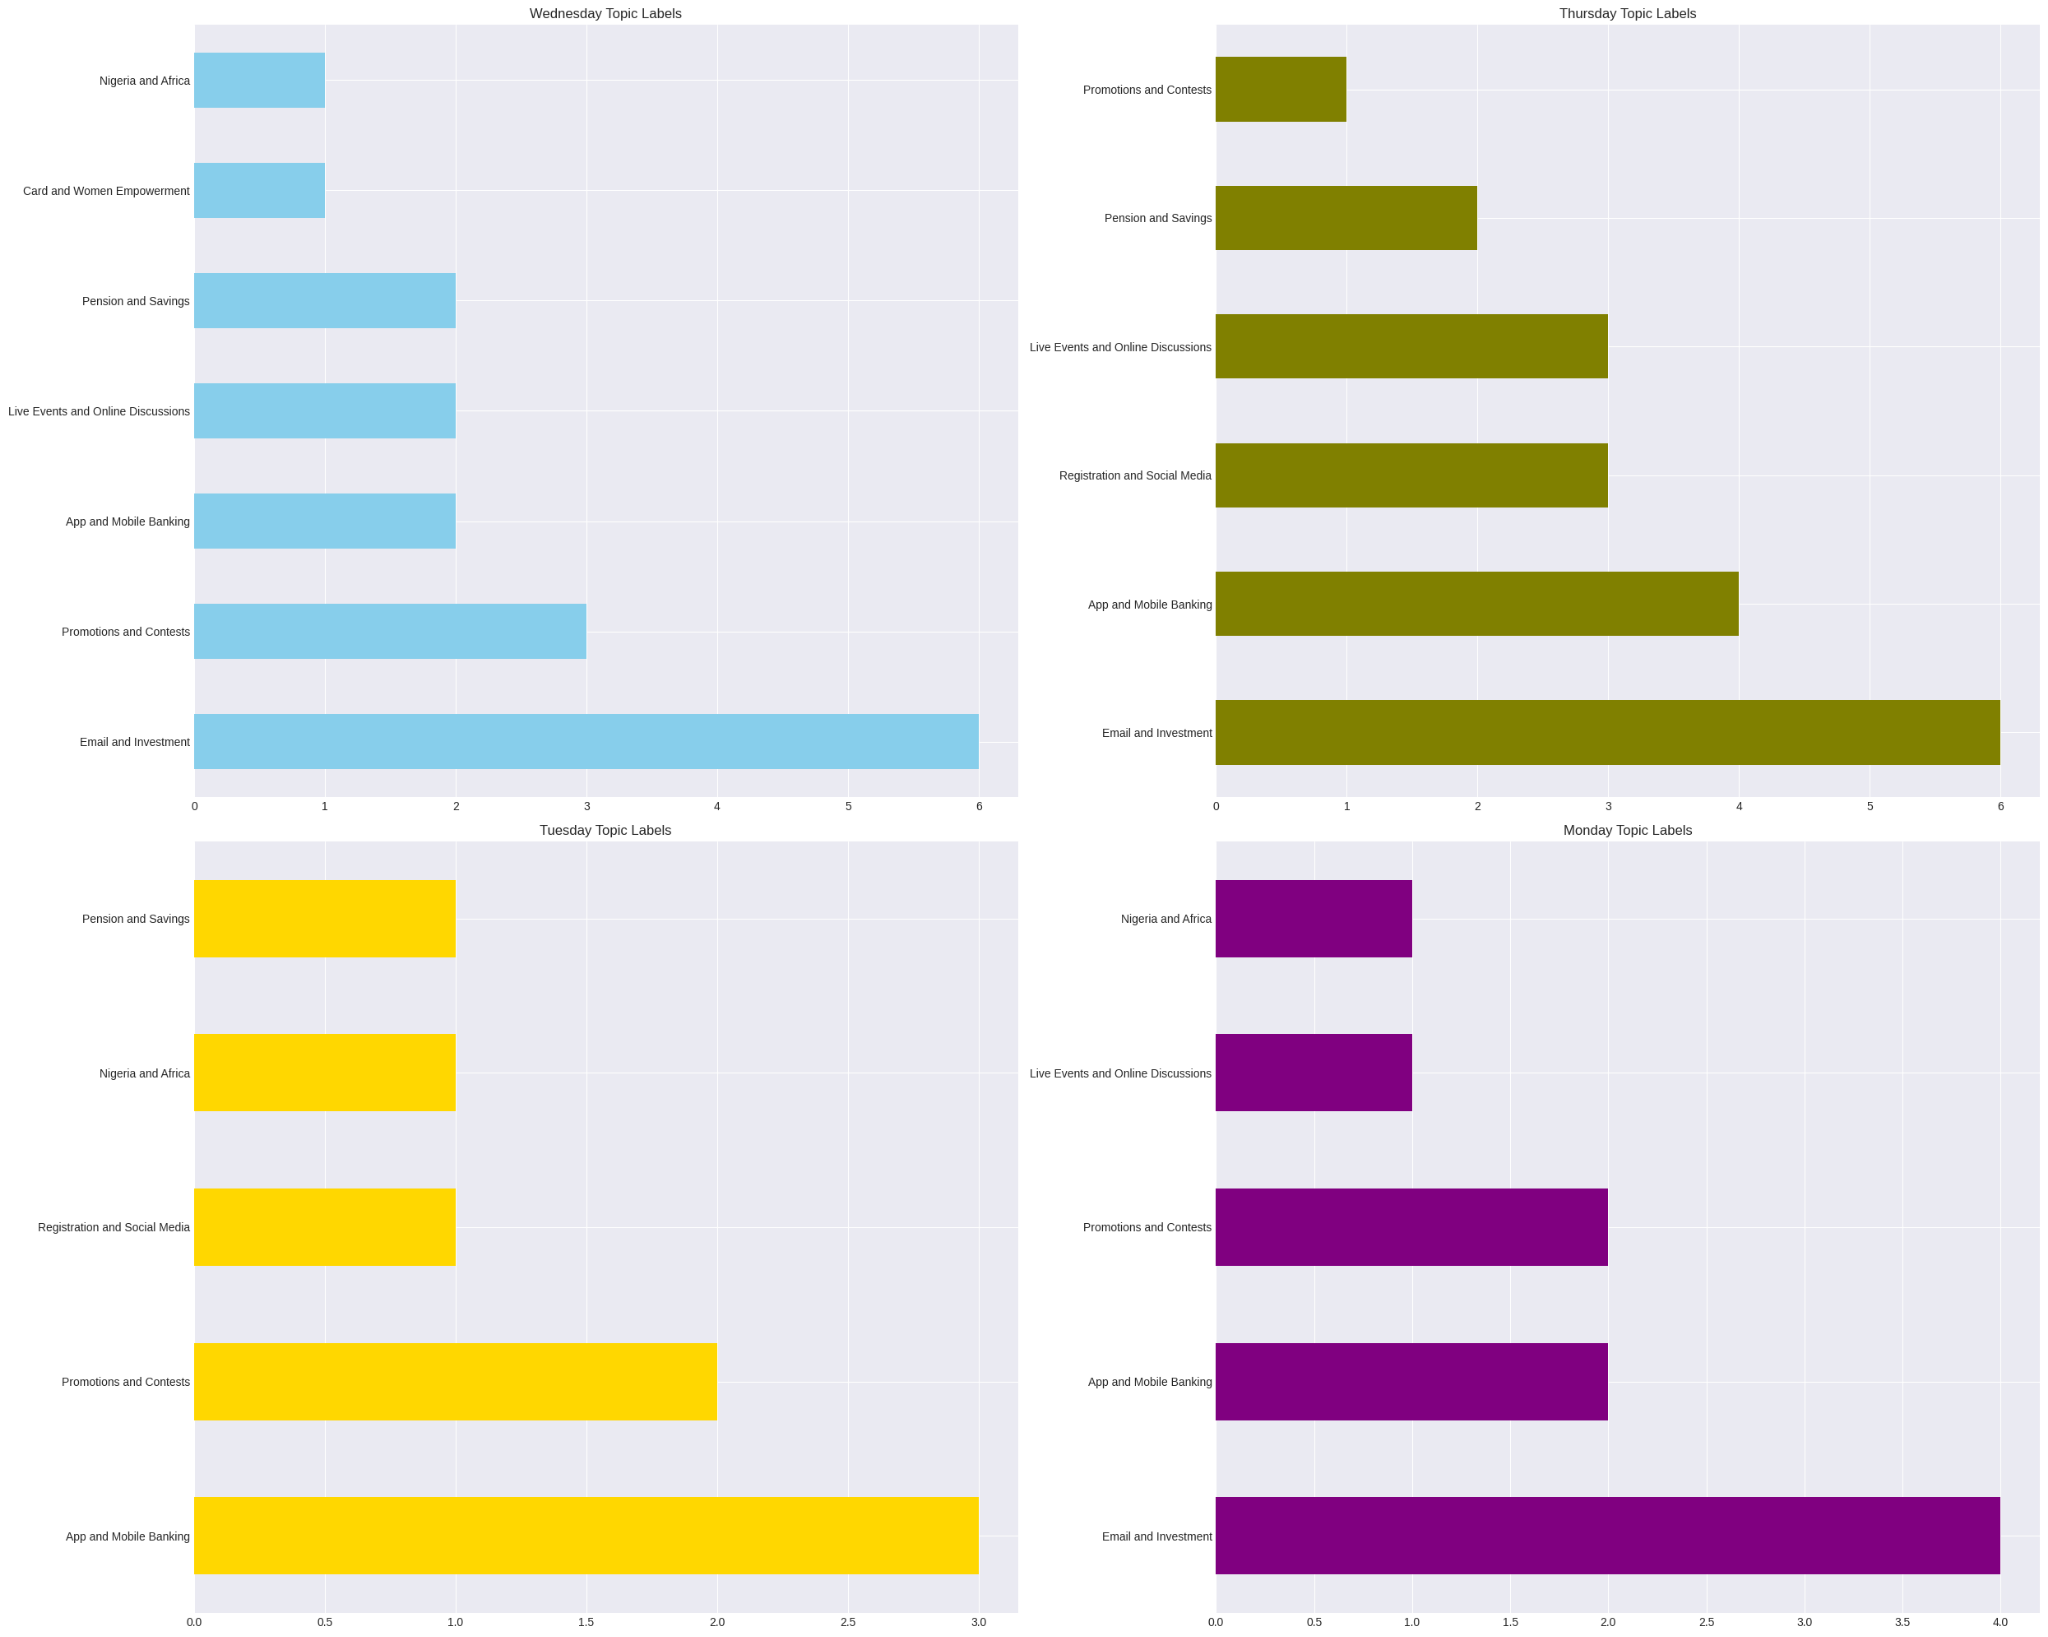 Wednesday Topic Labels
Nigeria and Africa
Card and Women Empowerment
Pension and Savings
Live Events and Online Discussions
App and Mobile Banking
Promotions and Contests
Email and Investment
0 1 2 3 4 5 6
Thursday Topic Labels
Promotions and Contests
Pension and Savings
Live Events and Online Discussions
Registration and Social Media
App and Mobile Banking
Email and Investment
0 1 2 3 4 5 6
Tuesday Topic Labels
Pension and Savings
Nigeria and Africa
Registration and Social Media
Promotions and Contests
App and Mobile Banking
0.0 0.5 1.0 1.5 2.0 2.5 3.0
Monday Topic Labels
Nigeria and Africa
Live Events and Online Discussions
Promotions and Contests
App and Mobile Banking
Email and Investment
0.0 0.5 1.0 1.5 2.0 2.5 3.0 3.5 4.0